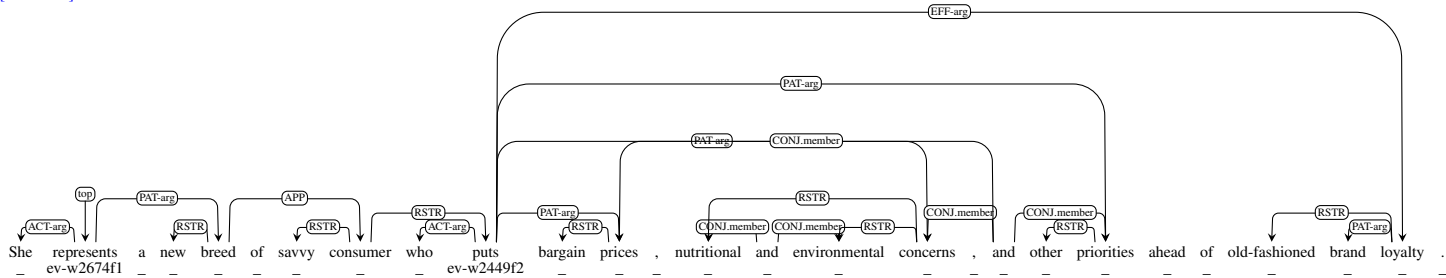 EFF-arg
PAT-arg
PAT-arg CONJ.member
top
PAT-arg APP RSTR
RSTR PAT-arg CONJ.member CONJ.member RSTR
ACT-arg RSTR RSTR ACT-arg RSTR CONJ.member CONJ.member RSTR RSTR PAT-arg
She represents a new breed of savvy consumer who puts bargain prices , nutritional and environmental concerns , and other priorities ahead of old-fashioned brand loyalty .
_ ev-w2674f1 _ _ _ _ _ _ _ ev-w2449f2 _ _ _ _ _ _ _ _ _ _ _ _ _ _ _ _ _